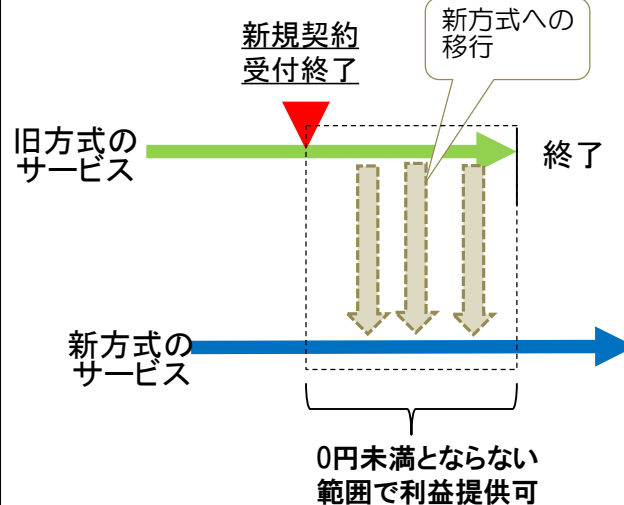 新方式への
移行
新規契約
受付終了
旧方式の
サービス
終了
新方式の
サービス
0円未満とならない
範囲で利益提供可